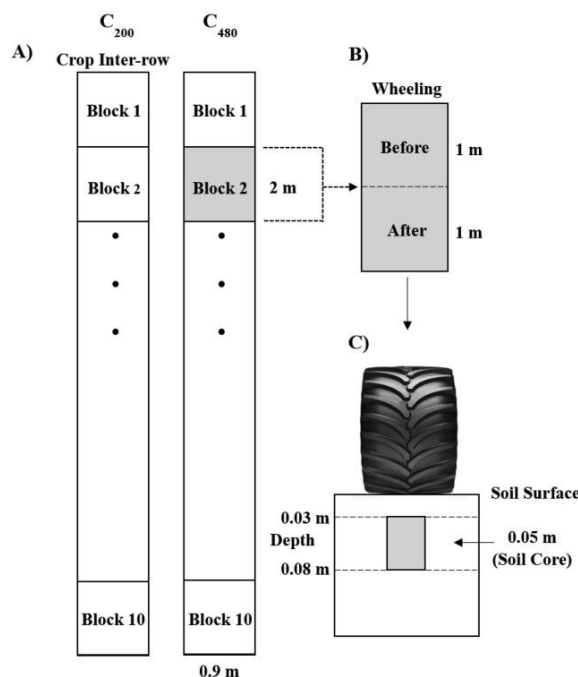 C200
C480
A)
Crop Inter-row
Block 1
Block 1
Block 2
Block 2
2 m
Block 10
Block 10
0.9 m
B)
Wheeling
Before
1 m
After
1 m
C)
Soil Surface
0.03 m
Depth
0.08 m
0.05 m
(Soil Core)